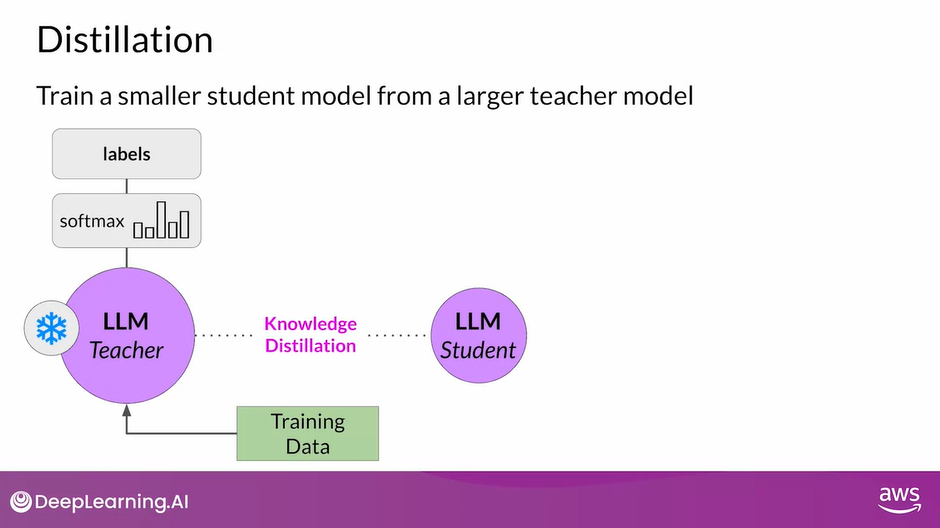 Distillation
Train a smaller student model from a larger teacher model
labels
softmax
LLM
Teacher
Knowledge
Distillation
LLM
Student
Training
Data
DeepLearning.AI
aws